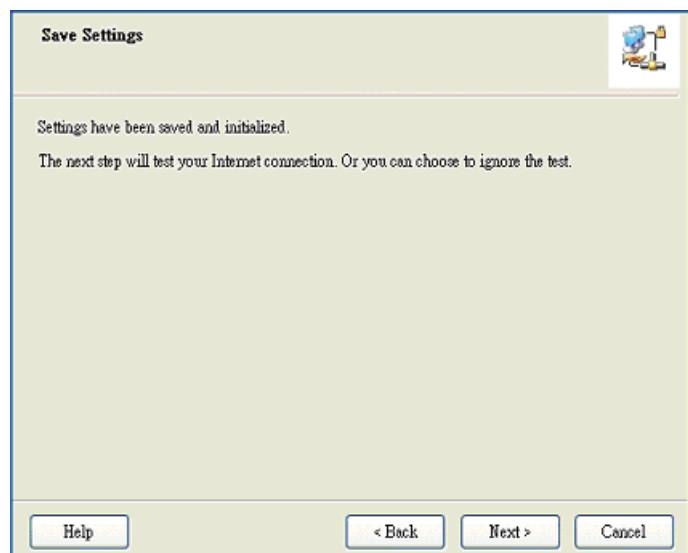 Save Settings
Settings have been saved and initialized.
The next step will test your Internet connection. Or you can choose to ignore the test.
Help
< Back
Next >
Cancel